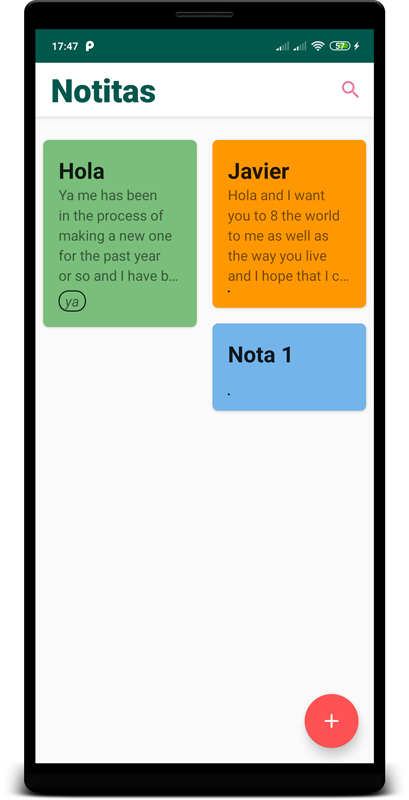 17:47
57
Notitas
Hola
Ya me has been
in the process of
making a new one
for the past year
or so and I have b...
ya
Javier
Hola and I want
you to 8 the world
to me as well as
the way you live
and I hope that I c...
.
Nota 1
.